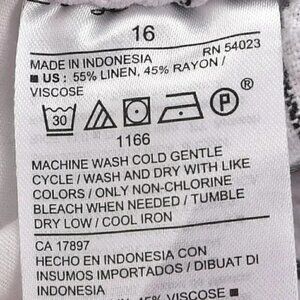 16
MADE IN INDONESIA RN 54023
■ US : 55% LINEN, 45% RAYON /
VISCOSE
30 P ®
1166
MACHINE WASH COLD GENTLE
CYCLE / WASH AND DRY WITH LIKE
COLORS / ONLY NON-CHLORINE
BLEACH WHEN NEEDED / TUMBLE
DRY LOW / COOL IRON
CA 17897
HECHO EN INDONESIA CON
INSUMOS IMPORTADOS / DIBUAT DI
INDONESIA
45% VISCOSE